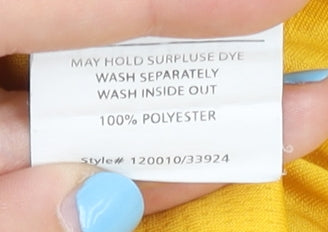 MAY HOLD SURPLUSE DYE
WASH SEPARATELY
WASH INSIDE OUT
100% POLYESTER
Style# 120010/33924